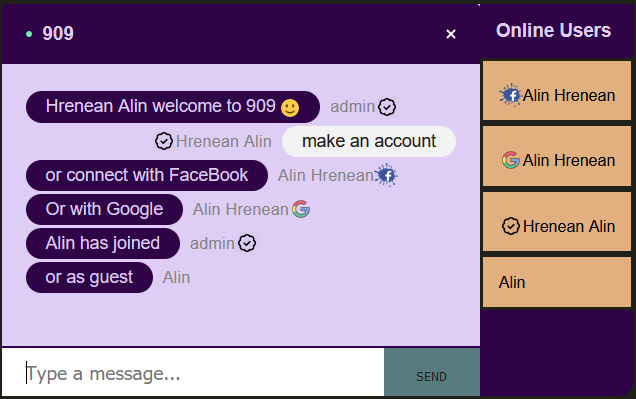 909
×
Online Users
Hrenean Alin welcome to 909 🙂 admin
Hrenean Alin make an account
or connect with FaceBook Alin Hrenean
Or with Google Alin Hrenean
Alin has joined admin
or as guest Alin
Type a message...
SEND
Alin Hrenean
Alin Hrenean
Hrenean Alin
Alin